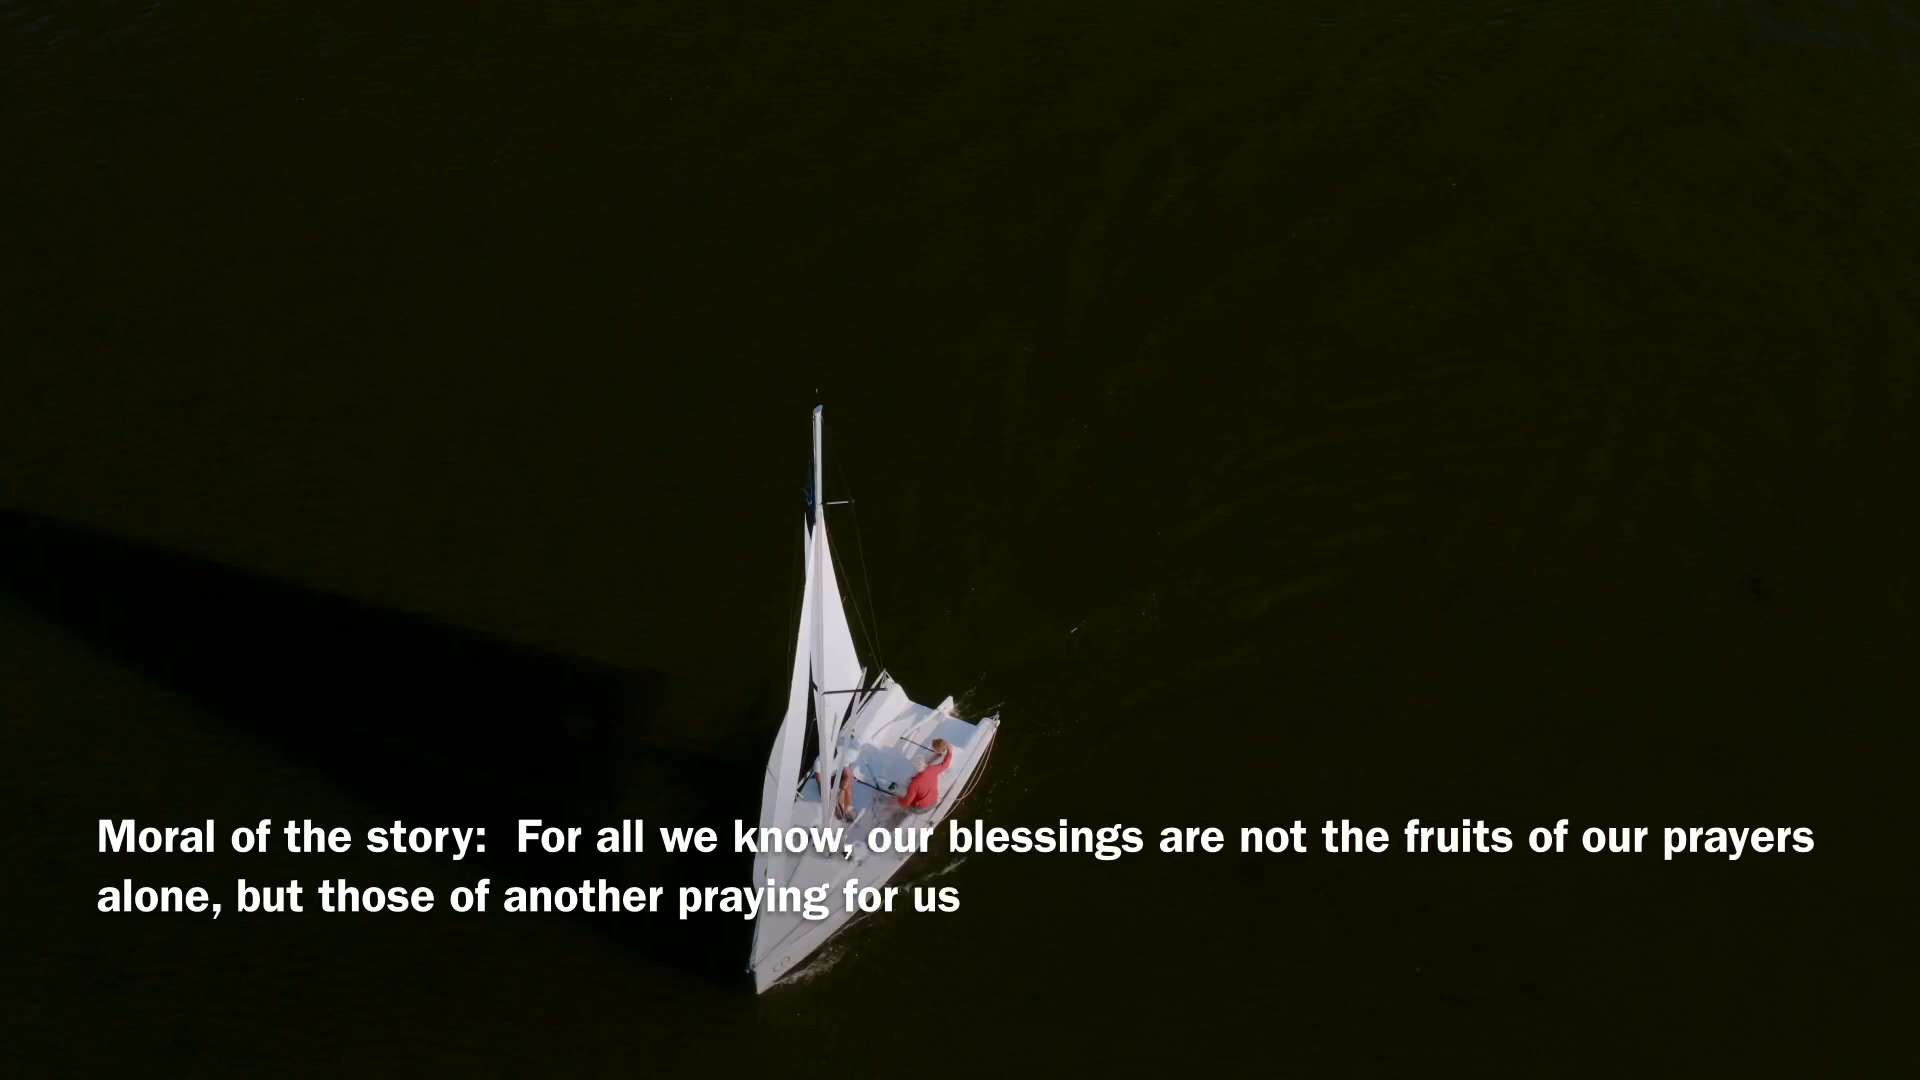 Moral of the story:  For all we know, our blessings are not the fruits of our prayers
alone, but those of another praying for us